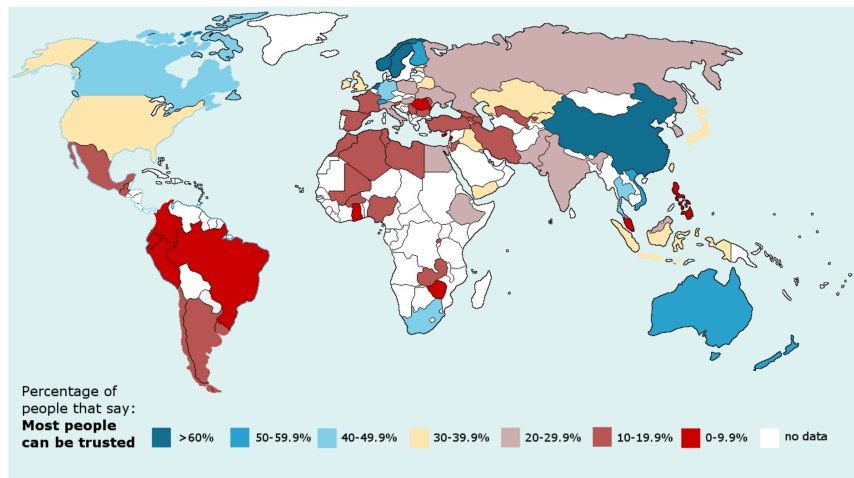 Percentage of
people that say:
Most people
can be trusted
>60%
50-59.9%
40-49.9%
30-39.9%
20-29.9%
10-19.9%
0-9.9%
no data